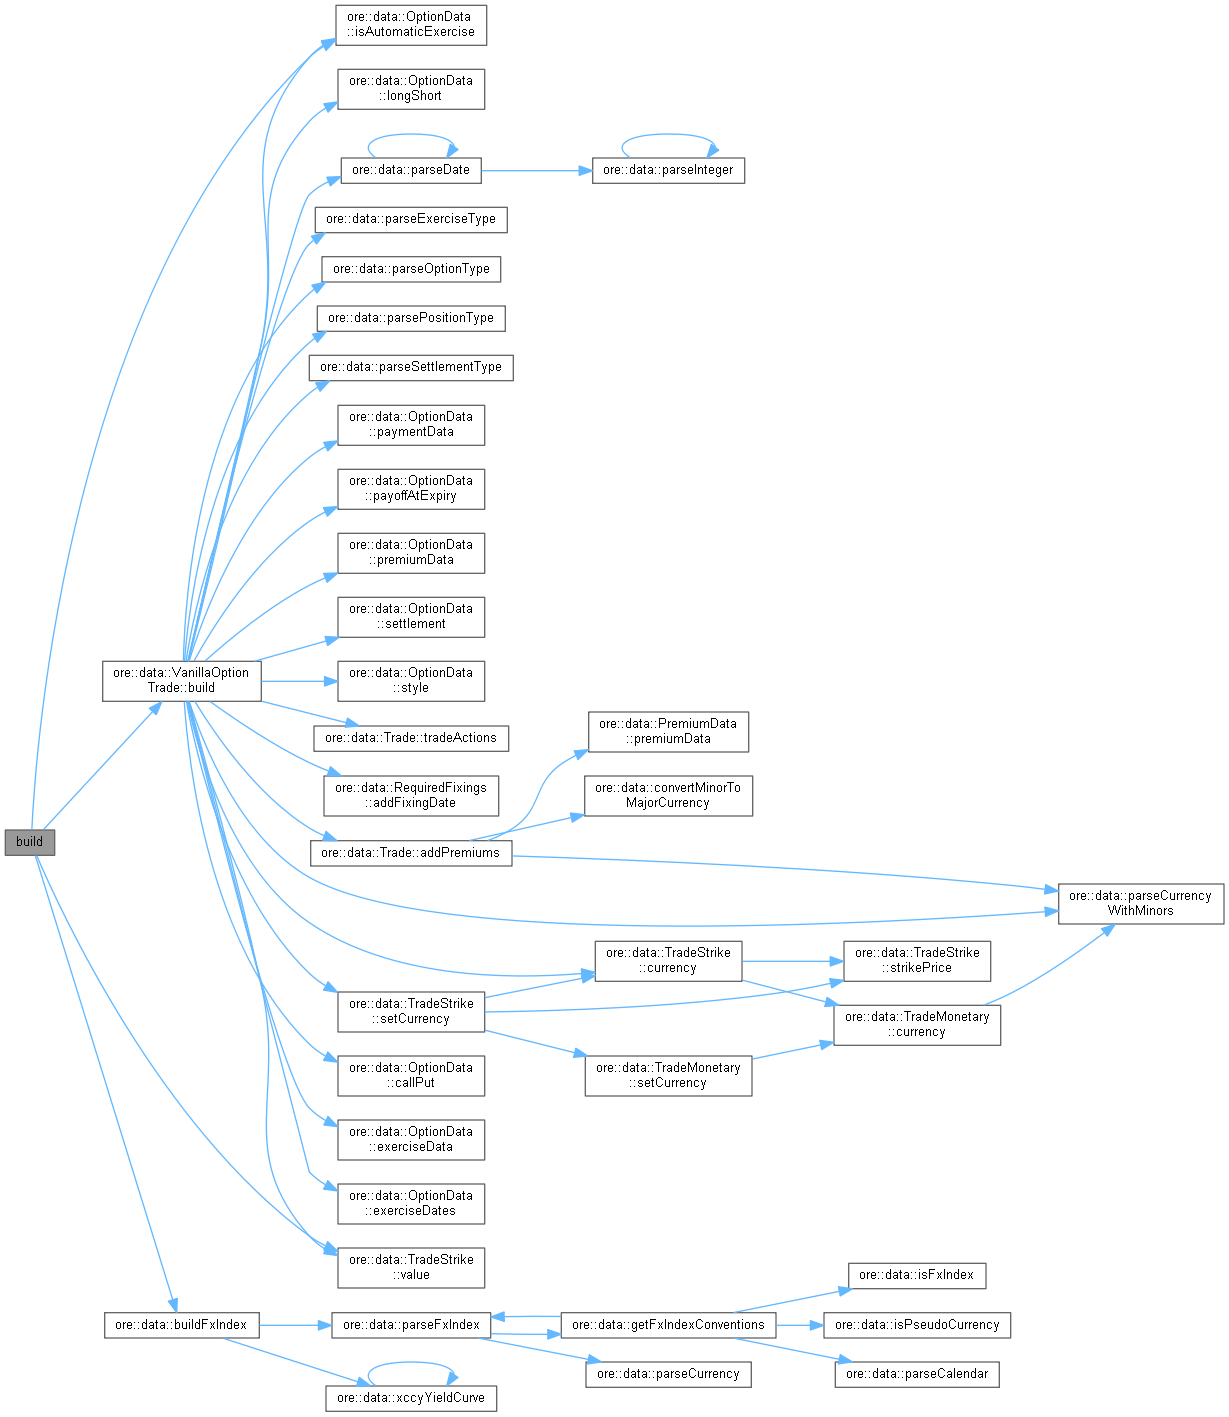 ore::data::OptionData
::isAutomaticExercise
ore::data::OptionData
::longShort
ore::data::parseDate
ore::data::parseInteger
ore::data::parseExerciseType
ore::data::parseOptionType
ore::data::parsePositionType
ore::data::parseSettlementType
ore::data::OptionData
::paymentData
ore::data::OptionData
::payoffAtExpiry
ore::data::OptionData
::premiumData
ore::data::OptionData
::settlement
ore::data::VanillaOption
Trade::build
ore::data::OptionData
::style
ore::data::Trade::tradeActions
ore::data::PremiumData
::premiumData
ore::data::RequiredFixings
::addFixingDate
ore::data::convertMinorTo
MajorCurrency
build
ore::data::Trade::addPremiums
ore::data::parseCurrency
WithMinors
ore::data::TradeStrike
::currency
ore::data::TradeStrike
::strikePrice
ore::data::TradeStrike
::setCurrency
ore::data::TradeMonetary
::currency
ore::data::OptionData
::callPut
ore::data::TradeMonetary
::setCurrency
ore::data::OptionData
::exerciseData
ore::data::OptionData
::exerciseDates
ore::data::TradeStrike
::value
ore::data::isFxIndex
ore::data::buildFxIndex
ore::data::parseFxIndex
ore::data::getFxIndexConventions
ore::data::isPseudoCurrency
ore::data::parseCurrency
ore::data::parseCalendar
ore::data::xccyYieldCurve